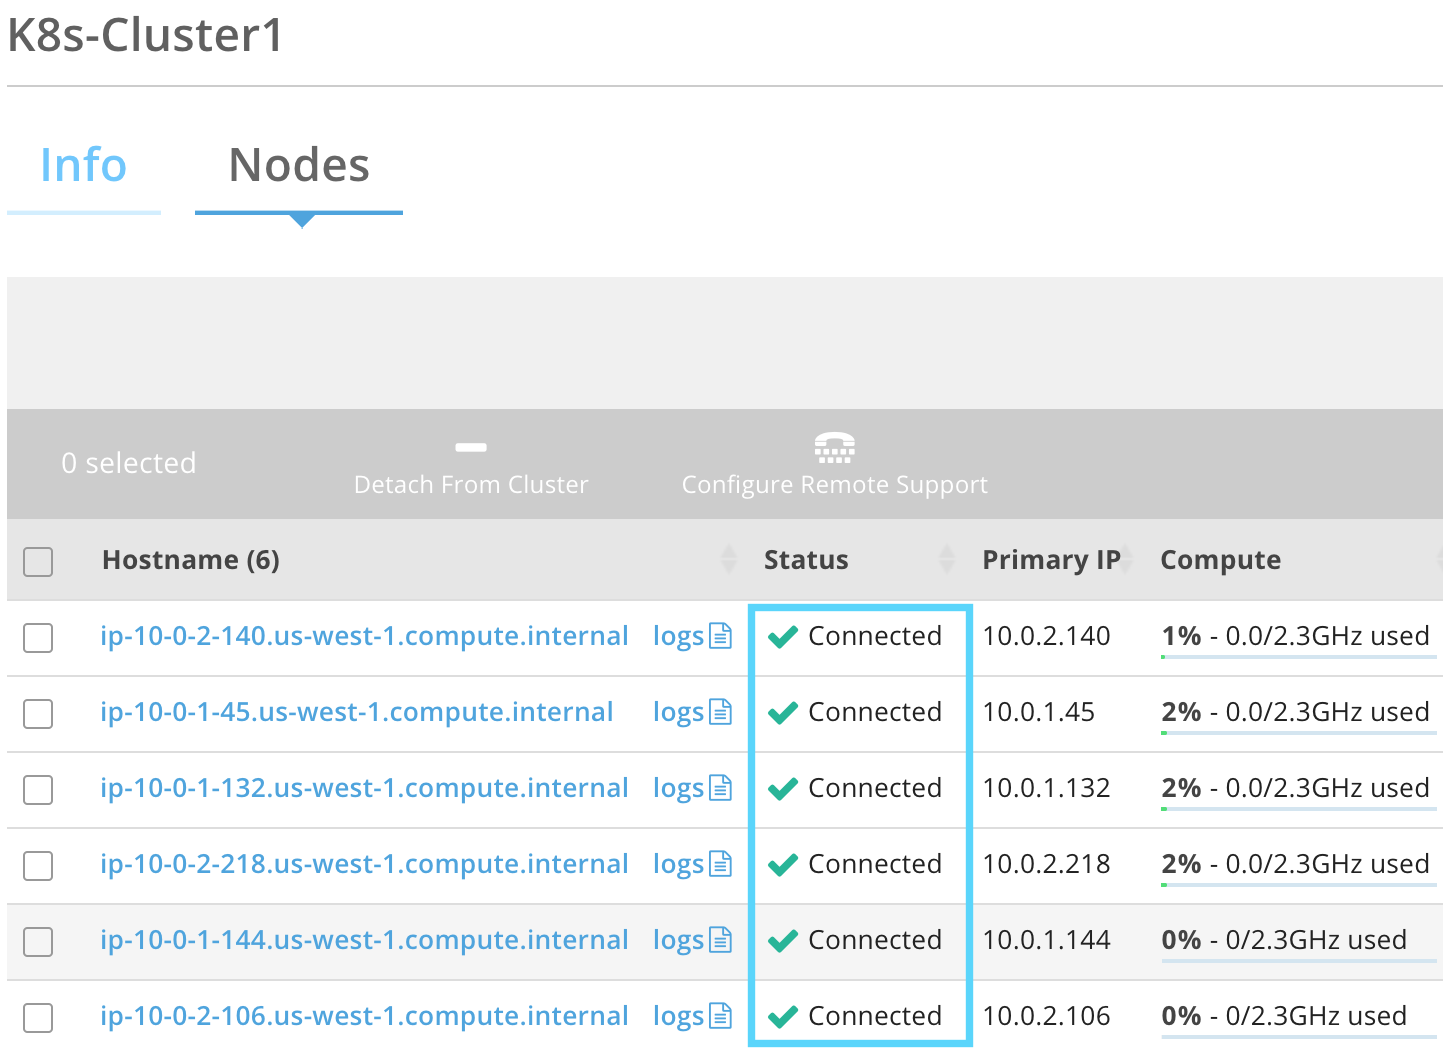 K8s-Cluster1
Info Nodes
0 selected Detach From Cluster Configure Remote Support
Hostname (6) Status Primary IP Compute
ip-10-0-2-140.us-west-1.compute.internal logs Connected 10.0.2.140 1% - 0.0/2.3GHz used
ip-10-0-1-45.us-west-1.compute.internal logs Connected 10.0.1.45 2% - 0.0/2.3GHz used
ip-10-0-1-132.us-west-1.compute.internal logs Connected 10.0.1.132 2% - 0.0/2.3GHz used
ip-10-0-2-218.us-west-1.compute.internal logs Connected 10.0.2.218 2% - 0.0/2.3GHz used
ip-10-0-1-144.us-west-1.compute.internal logs Connected 10.0.1.144 0% - 0/2.3GHz used
ip-10-0-2-106.us-west-1.compute.internal logs Connected 10.0.2.106 0% - 0/2.3GHz used